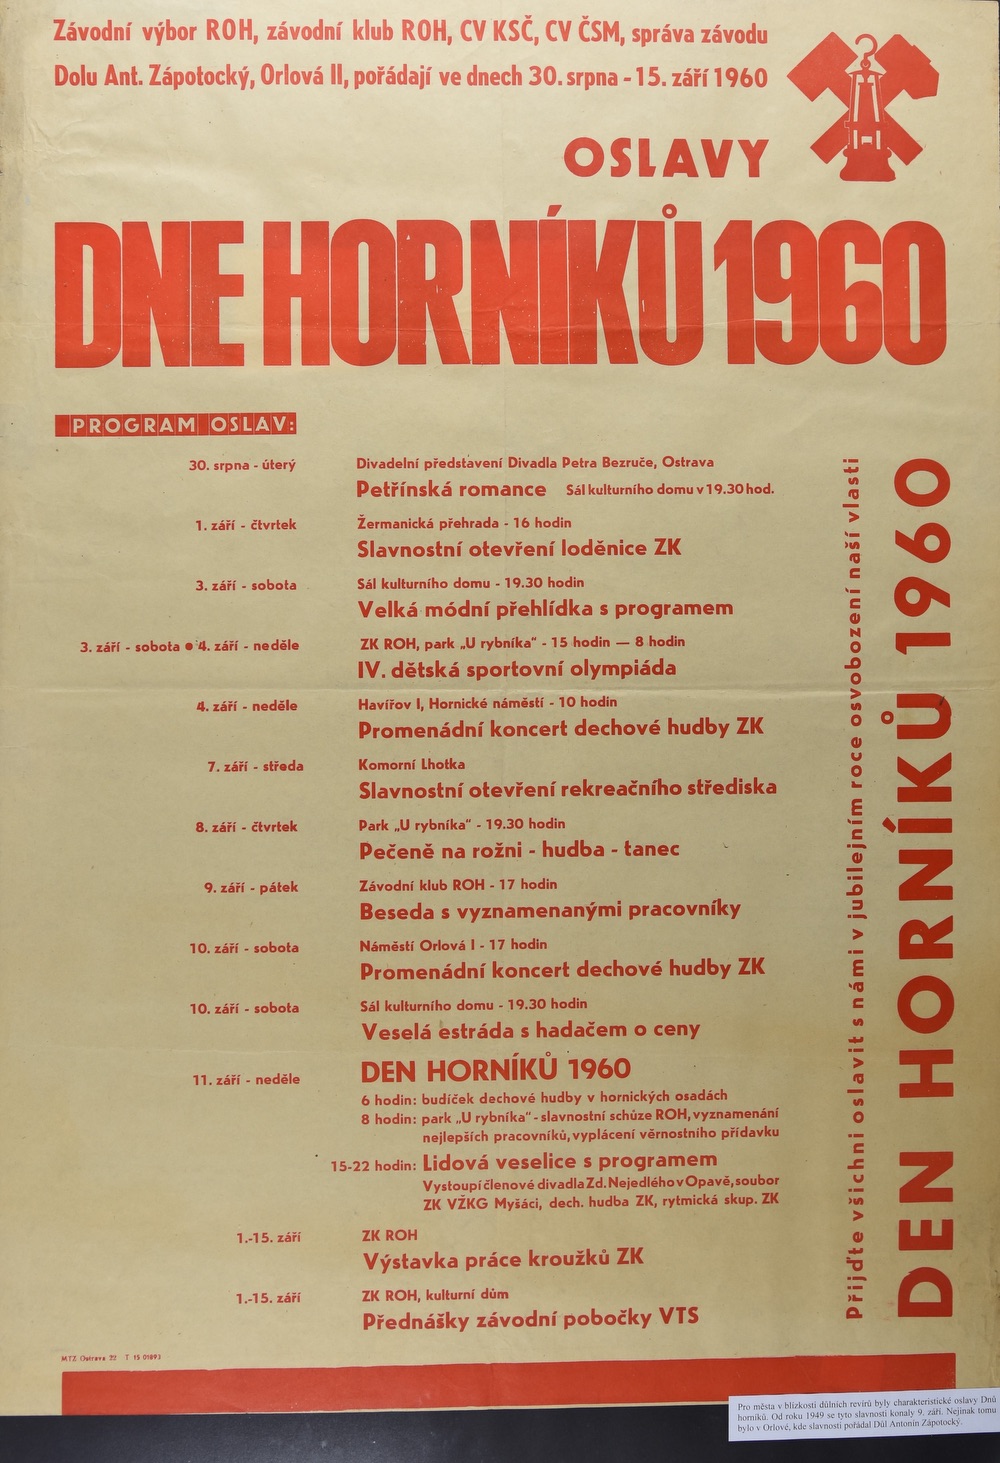 Závodní výbor ROH, závodní klub ROH, CV KSČ, CV ČSM, správa závodu
Dolu Ant. Zápotocký, Orlová II, pořádají ve dnech 30. srpna - 15. září 1960
OSLAVY
DNE HORNÍKŮ 1960
PROGRAM OSLAV:
30. srpna - úterý
Divadelní představení Divadla Petra Bezruče, Ostrava
Petřínská romance Sál kulturního domu v 19.30 hod.
1. září - čtvrtek
Žermanická přehrada - 16 hodin
Slavnostní otevření loděnice ZK
3. září - sobota
Sál kulturního domu - 19.30 hodin
Velká módní přehlídka s programem
3. září - sobota ● 4. září - neděle
ZK ROH, park „U rybníka“ - 15 hodin — 8 hodin
IV. dětská sportovní olympiáda
4. září - neděle
Havířov I, Hornické náměstí - 10 hodin
Promenádní koncert dechové hudby ZK
7. září - středa
Komorní Lhotka
Slavnostní otevření rekreačního střediska
8. září - čtvrtek
Park „U rybníka“ - 19.30 hodin
Pečeně na rožni - hudba - tanec
9. září - pátek
Závodní klub ROH - 17 hodin
Beseda s vyznamenanými pracovníky
10. září - sobota
Náměstí Orlová I - 17 hodin
Promenádní koncert dechové hudby ZK
10. září - sobota
Sál kulturního domu - 19.30 hodin
Veselá estráda s hadačem o ceny
11. září - neděle
DEN HORNÍKŮ 1960
6 hodin: budíček dechové hudby v hornických osadách
8 hodin: park „U rybníka“ - slavnostní schůze ROH, vyznamenání
nejlepších pracovníků, vyplácení věrnostního přídavku
15-22 hodin: Lidová veselice s programem
Vystoupí členové divadla Zd. Nejedlého v Opavě, soubor
ZK VŽKG Myšáci, dech. hudba ZK, rytmická skup. ZK
1.-15. září
ZK ROH
Výstavka práce kroužků ZK
1.-15. září
ZK ROH, kulturní dům
Přednášky závodní pobočky VTS
Přijďte všichni oslavit s námi v jubilejním roce osvobození naší vlasti
DEN HORNÍKŮ 1960
MTZ Ostrava 22 T 15 01893
Pro města v blízkosti důlních revírů byly charakteristické oslavy Dnů
horníků. Od roku 1949 se tyto slavnosti konaly 9. září. Nejinak tomu
bylo v Orlové, kde slavnosti pořádal Důl Antonín Zápotocký.